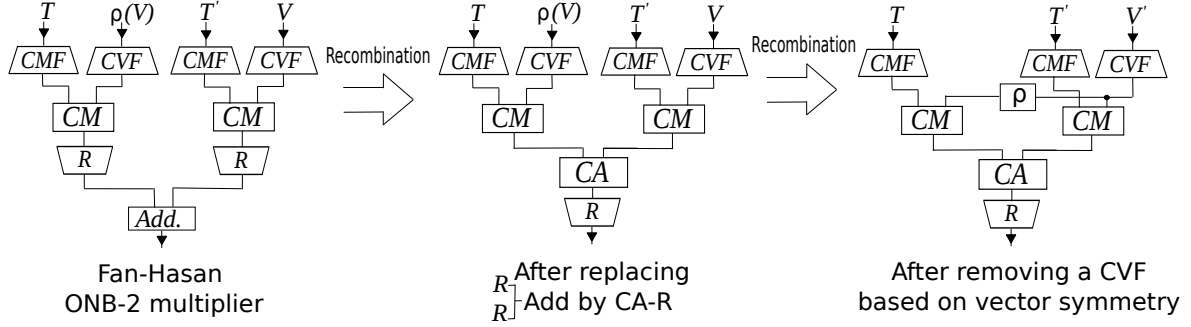 T ρ(V) T' V
CMF CVF CMF CVF
CM CM
R R
Add.
Fan-Hasan
ONB-2 multiplier
Recombination
T ρ(V) T' V
CMF CVF CMF CVF
CM CM
CA
R
After replacing
R
R Add by CA-R
Recombination
T T' V'
CMF CMF CVF
ρ
CM CM
CA
R
After removing a CVF
based on vector symmetry